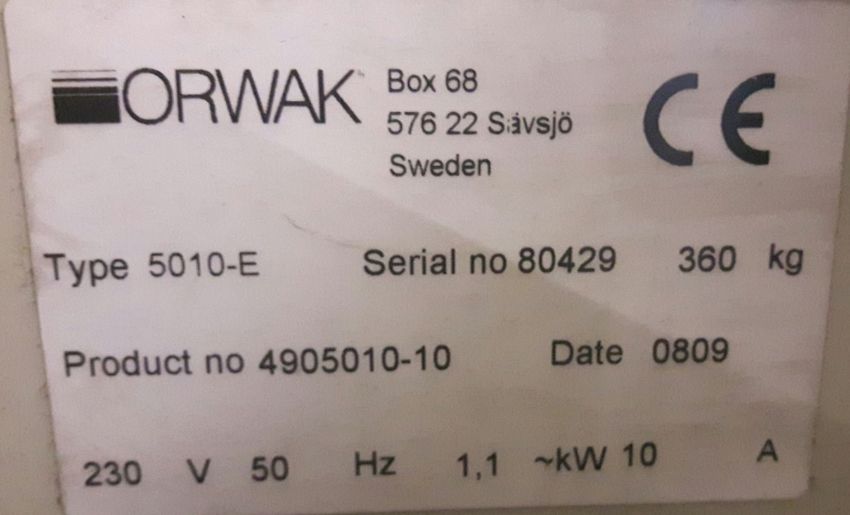 ORWAK
Box 68
576 22 Sävsjö
Sweden
CE
Type 5010-E Serial no 80429 360 kg
Product no 4905010-10 Date 0809
230 V 50 Hz 1,1 ~kW 10 A